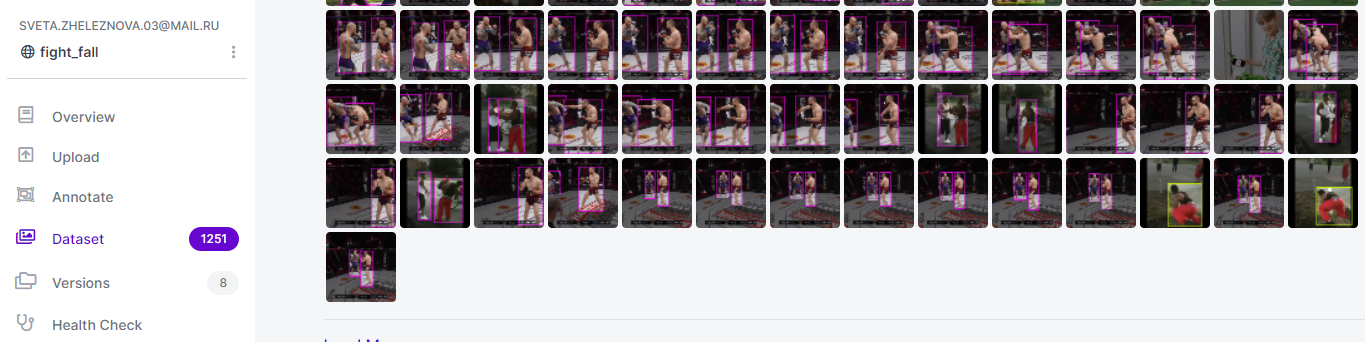 SVETA.ZHELEZNOVA.03@MAIL.RU
fight_fall
Overview
Upload
Annotate
Dataset 1251
Versions 8
Health Check